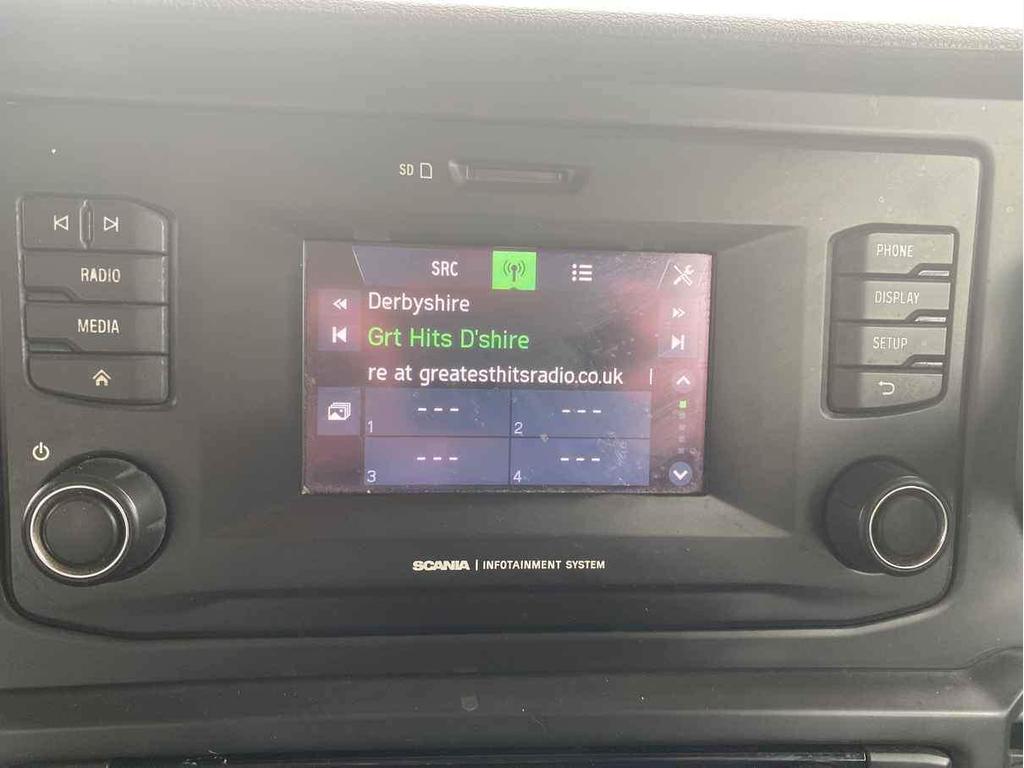 SD
RADIO
MEDIA
SRC
Derbyshire
Grt Hits D'shire
re at greatesthitsradio.co.uk |
--- ---
1 2
--- ---
3 4
PHONE
DISPLAY
SETUP
SCANIA | INFOTAINMENT SYSTEM